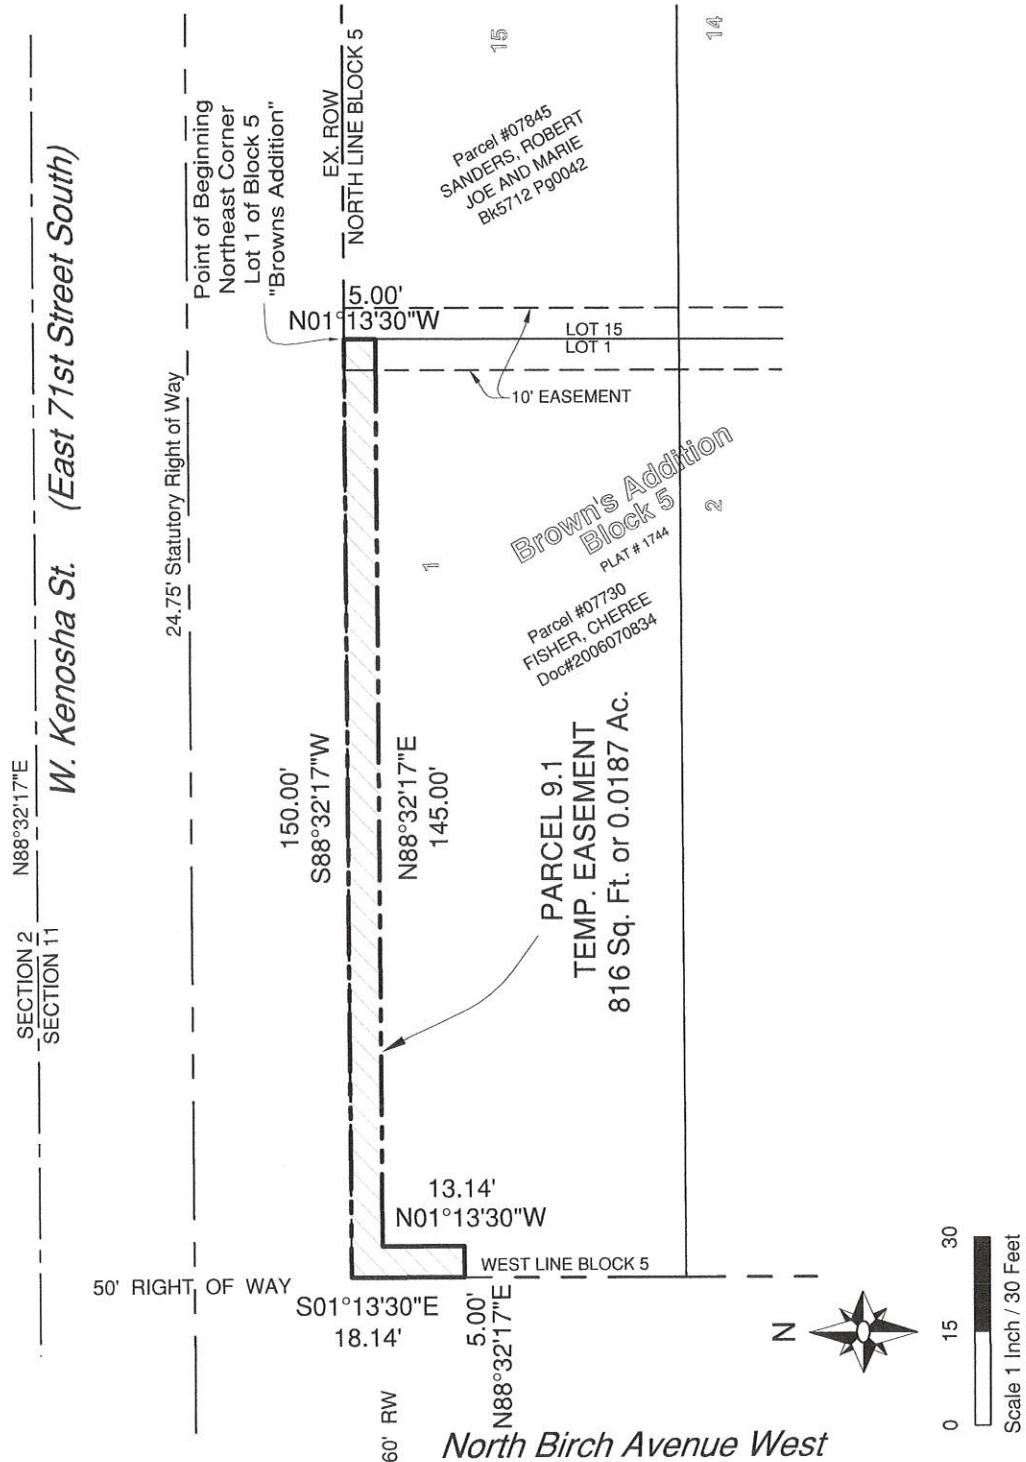 SECTION 2
SECTION 11
N88°32'17"E
W. Kenosha St. (East 71st Street South)
24.75' Statutory Right of Way
Point of Beginning
Northeast Corner
Lot 1 of Block 5
"Browns Addition"
EX. ROW
NORTH LINE BLOCK 5
15
14
Parcel #07845
SANDERS, ROBERT
JOE AND MARIE
Bk5712 Pg0042
5.00'
N01°13'30"W
LOT 15
LOT 1
10' EASEMENT
150.00'
S88°32'17"W
N88°32'17"E
145.00'
1
Brown's Addition
Block 5
PLAT # 1744
2
Parcel #07730
FISHER, CHEREE
Doc#2006070834
PARCEL 9.1
TEMP. EASEMENT
816 Sq. Ft. or 0.0187 Ac.
13.14'
N01°13'30"W
WEST LINE BLOCK 5
50' RIGHT OF WAY
S01°13'30"E
18.14'
5.00'
N88°32'17"E
60' RW
North Birch Avenue West
N
0 15 30
Scale 1 Inch / 30 Feet